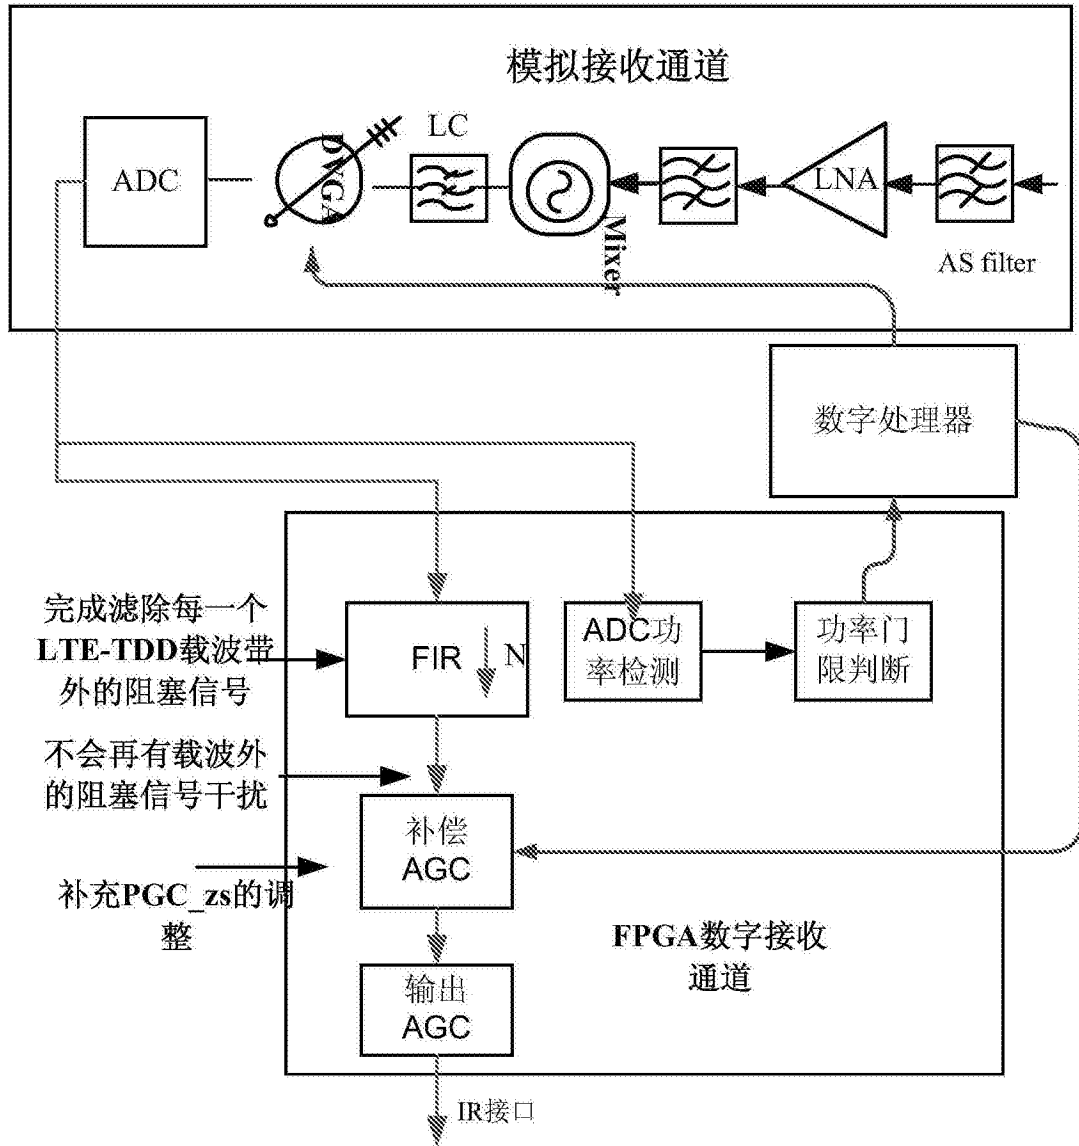 模拟接收通道
ADC
DVGA
LC
Mixer
LNA
AS filter
数字处理器
完成滤除每一个
LTE-TDD载波带
外的阻塞信号
FIR
N
ADC功
率检测
功率门
限判断
不会再有载波外
的阻塞信号干扰
补偿
AGC
补充PGC_zs的调
整
FPGA数字接收
通道
输出
AGC
IR接口